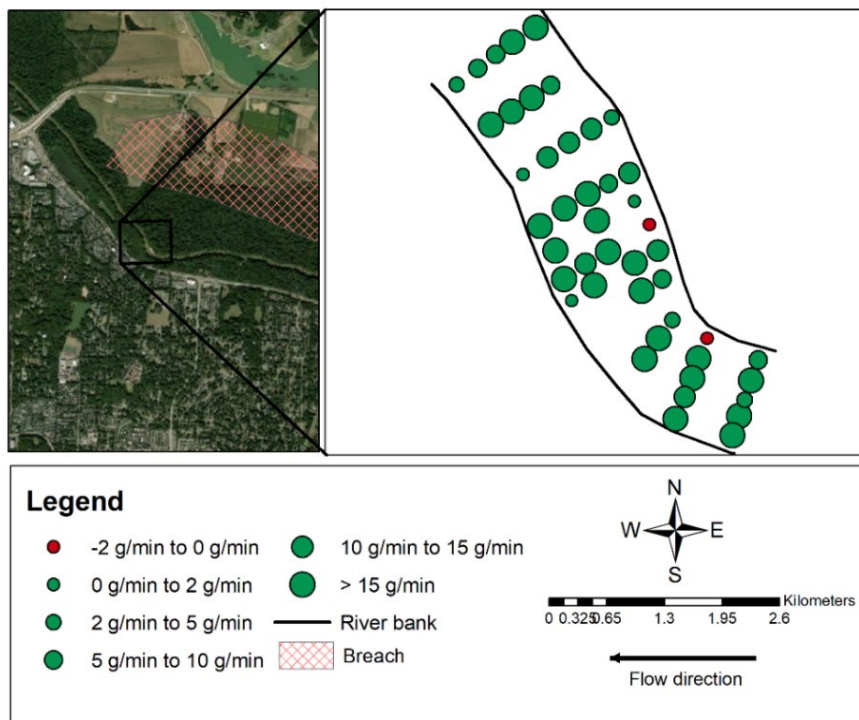 Legend
-2 g/min to 0 g/min
0 g/min to 2 g/min
2 g/min to 5 g/min
5 g/min to 10 g/min
10 g/min to 15 g/min
> 15 g/min
River bank
Breach
N
W E
S
Kilometers
0 0.325 0.65 1.3 1.95 2.6
Flow direction